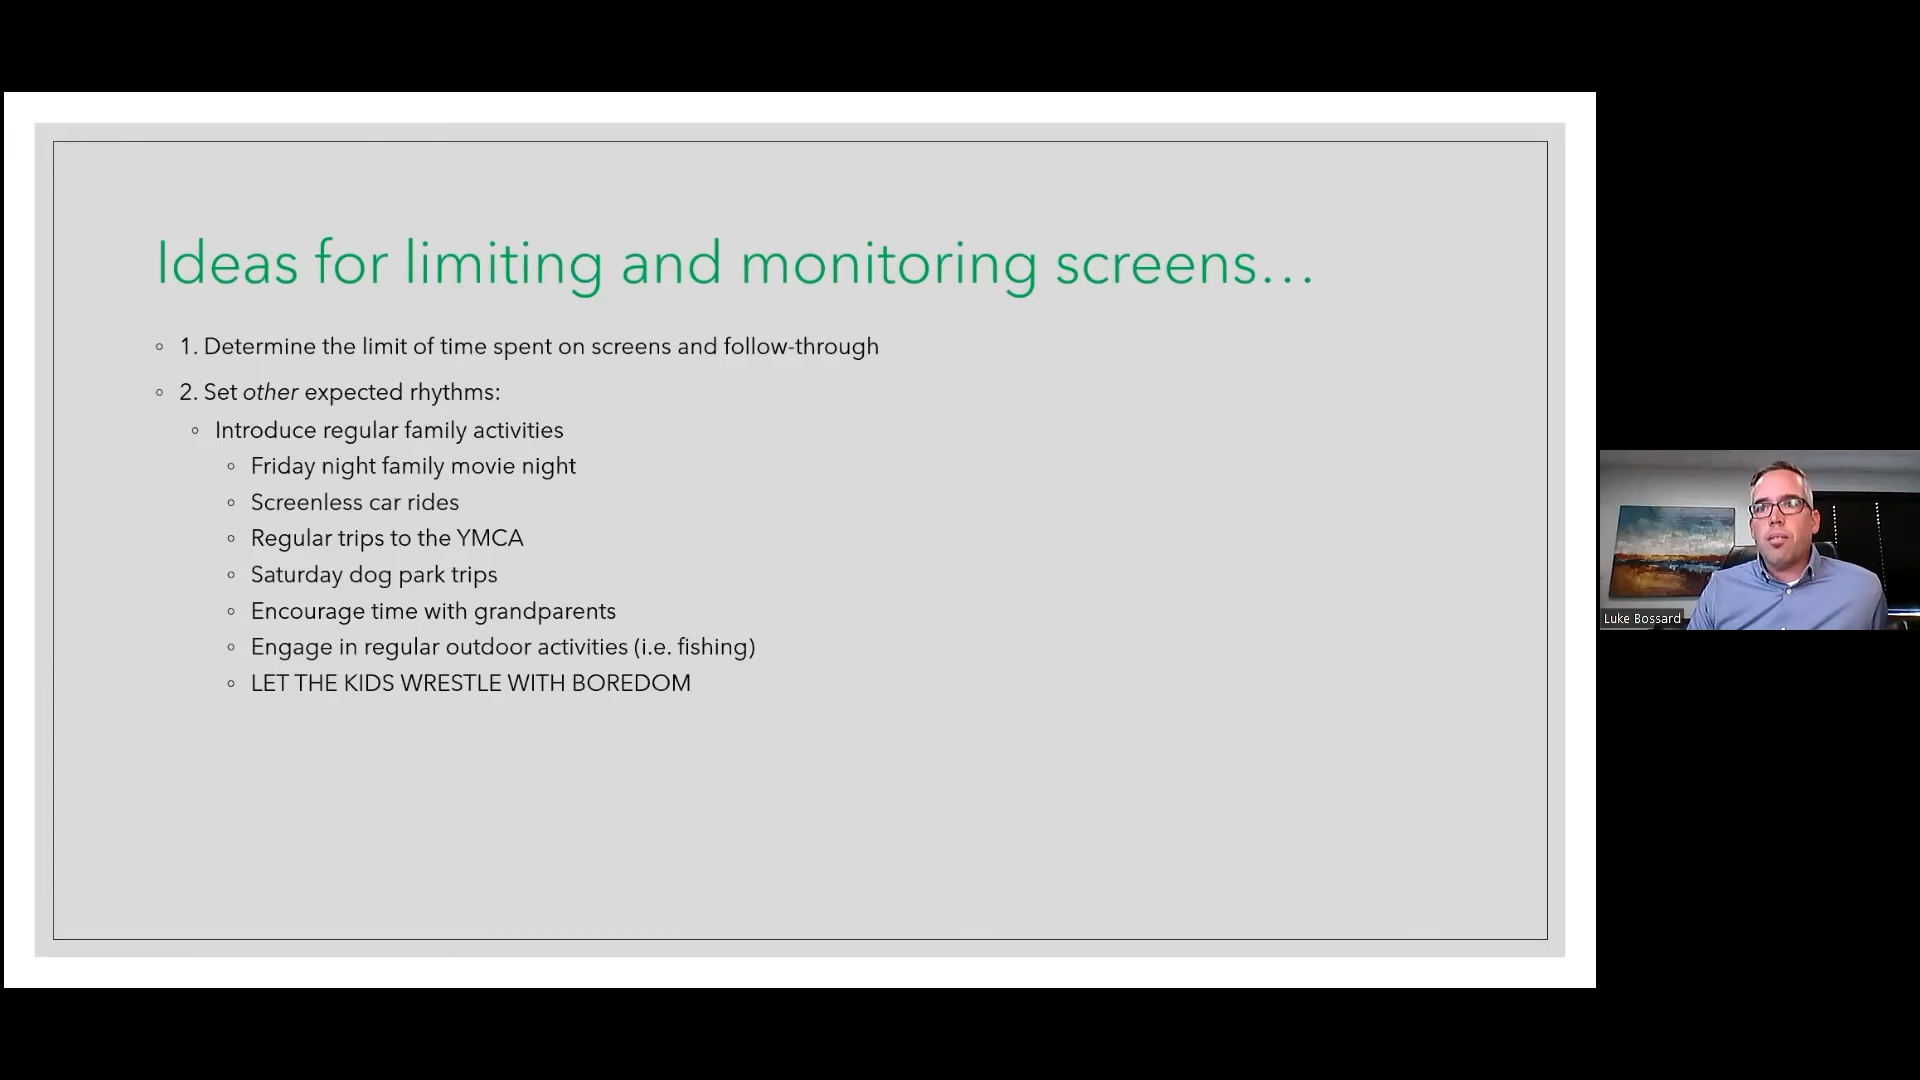 Ideas for limiting and monitoring screens…
◦ 1. Determine the limit of time spent on screens and follow-through
◦ 2. Set other expected rhythms:
◦ Introduce regular family activities
◦ Friday night family movie night
◦ Screenless car rides
◦ Regular trips to the YMCA
◦ Saturday dog park trips
◦ Encourage time with grandparents
◦ Engage in regular outdoor activities (i.e. fishing)
◦ LET THE KIDS WRESTLE WITH BOREDOM
Luke Bossard